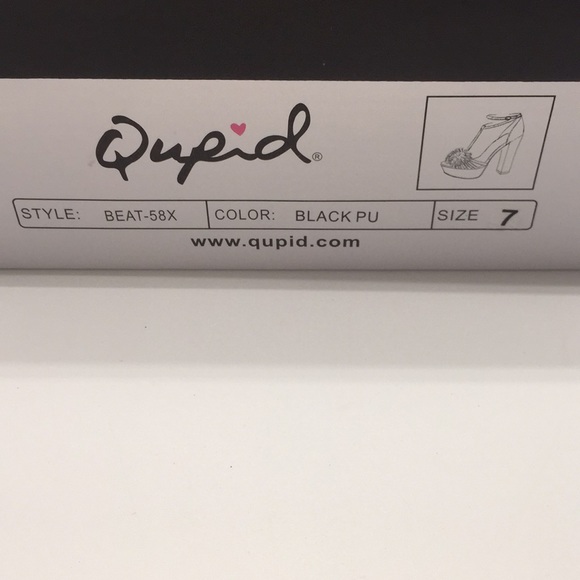 Qupid®
STYLE: BEAT-58X COLOR: BLACK PU SIZE 7
www.qupid.com